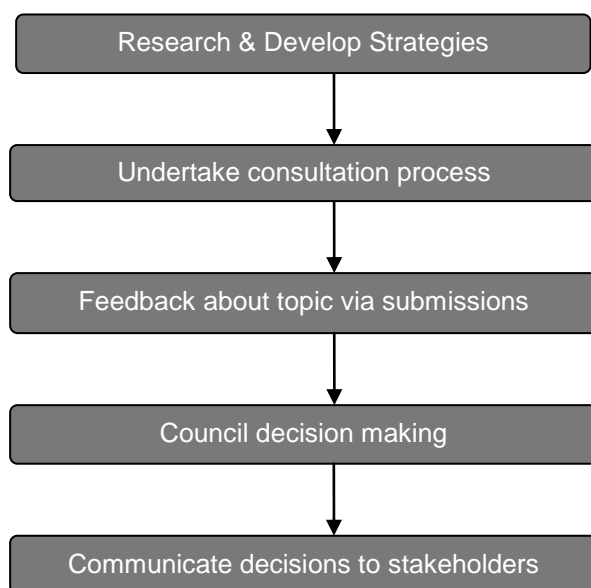 Research & Develop Strategies
Undertake consultation process
Feedback about topic via submissions
Council decision making
Communicate decisions to stakeholders